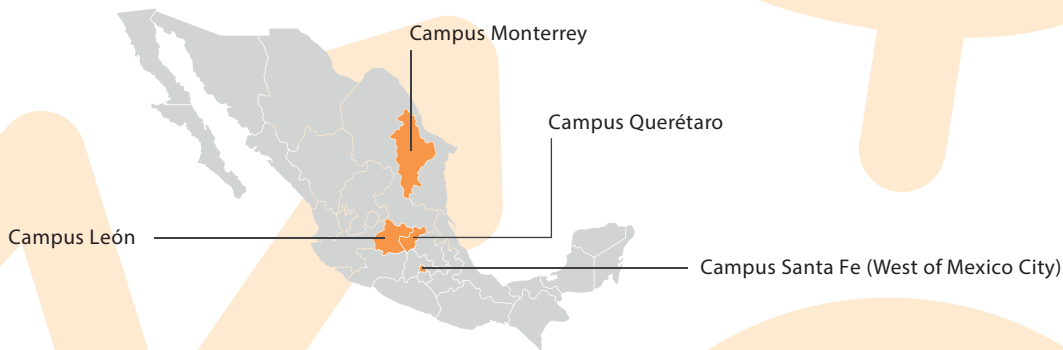 Campus Monterrey
Campus Querétaro
Campus León
Campus Santa Fe (West of Mexico City)